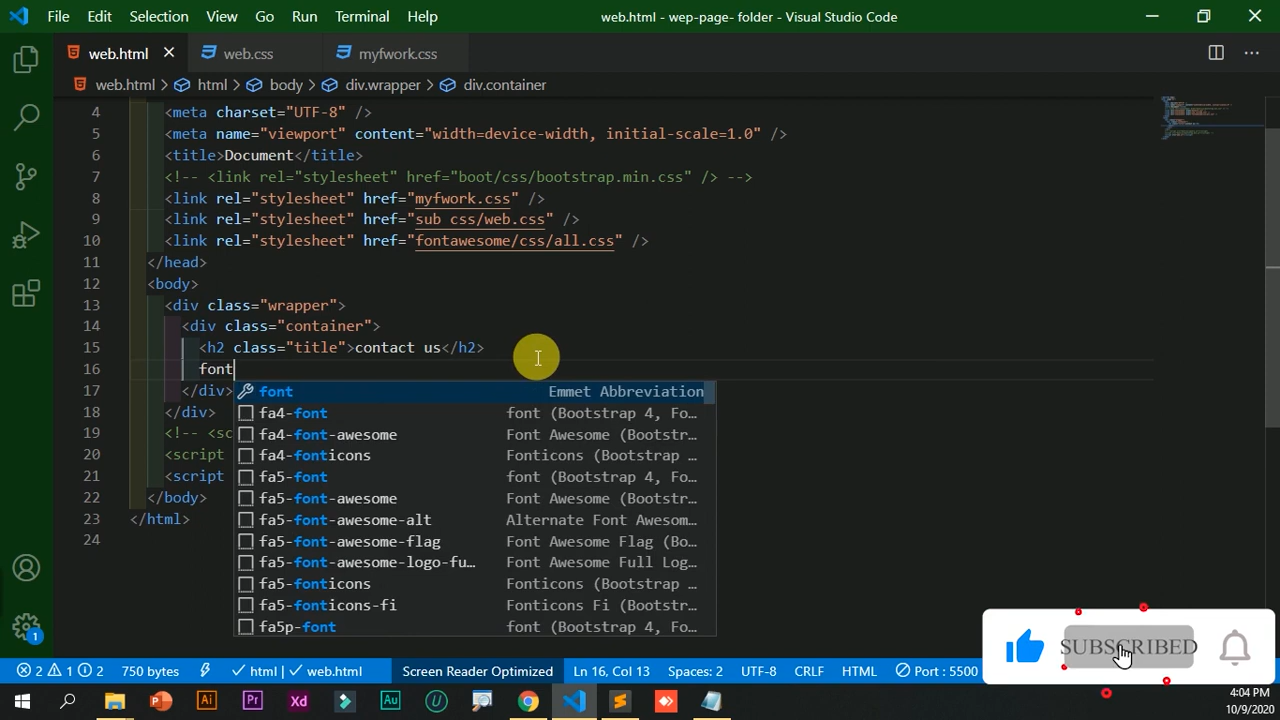 File Edit Selection View Go Run Terminal Help web.html - wep-page- folder - Visual Studio Code
web.html web.css myfwork.css
web.html > html > body > div.wrapper > div.container
4 <meta charset="UTF-8" />
5 <meta name="viewport" content="width=device-width, initial-scale=1.0" />
6 <title>Document</title>
7 <!-- <link rel="stylesheet" href="boot/css/bootstrap.min.css" /> -->
8 <link rel="stylesheet" href="myfwork.css" />
9 <link rel="stylesheet" href="sub css/web.css" />
10 <link rel="stylesheet" href="fontawesome/css/all.css" />
11 </head>
12 <body>
13 <div class="wrapper">
14 <div class="container">
15 <h2 class="title">contact us</h2>
16 font
17 </div>
18 </div>
19 <!-- <sc
20 <script
21 <script
22 </body>
23 </html>
24
font Emmet Abbreviation
fa4-font font (Bootstrap 4, Fo…
fa4-font-awesome Font Awesome (Bootstr…
fa4-fonticons Fonticons (Bootstrap …
fa5-font font (Bootstrap 4, Fo…
fa5-font-awesome Font Awesome (Bootstr…
fa5-font-awesome-alt Alternate Font Awesom…
fa5-font-awesome-flag Font Awesome Flag (Bo…
fa5-font-awesome-logo-fu… Font Awesome Full Log…
fa5-fonticons Fonticons (Bootstrap …
fa5-fonticons-fi Fonticons Fi (Bootstr…
fa5p-font font (Bootstrap 4, Fo…
SUBSCRIBED
1
2 1 2 750 bytes html | web.html Screen Reader Optimized Ln 16, Col 13 Spaces: 2 UTF-8 CRLF HTML Port : 5500
Ai Pr Xd Au
4:04 PM
10/9/2020